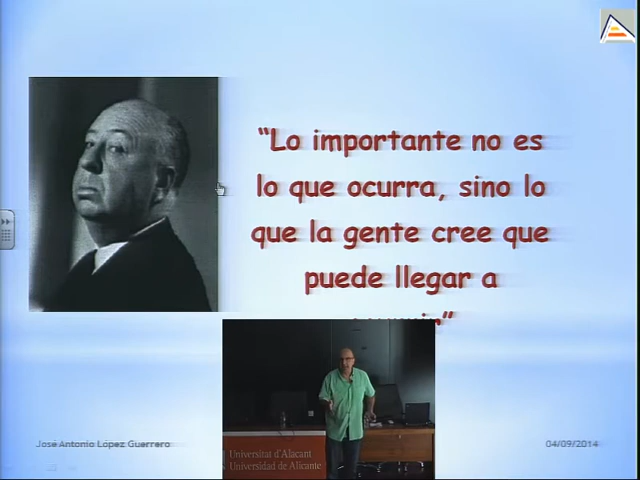 “Lo importante no es
lo que ocurra, sino lo
que la gente cree que
puede llegar a
Universitat d'Alacant
Universidad de Alicante
José Antonio López Guerrero
04/09/2014